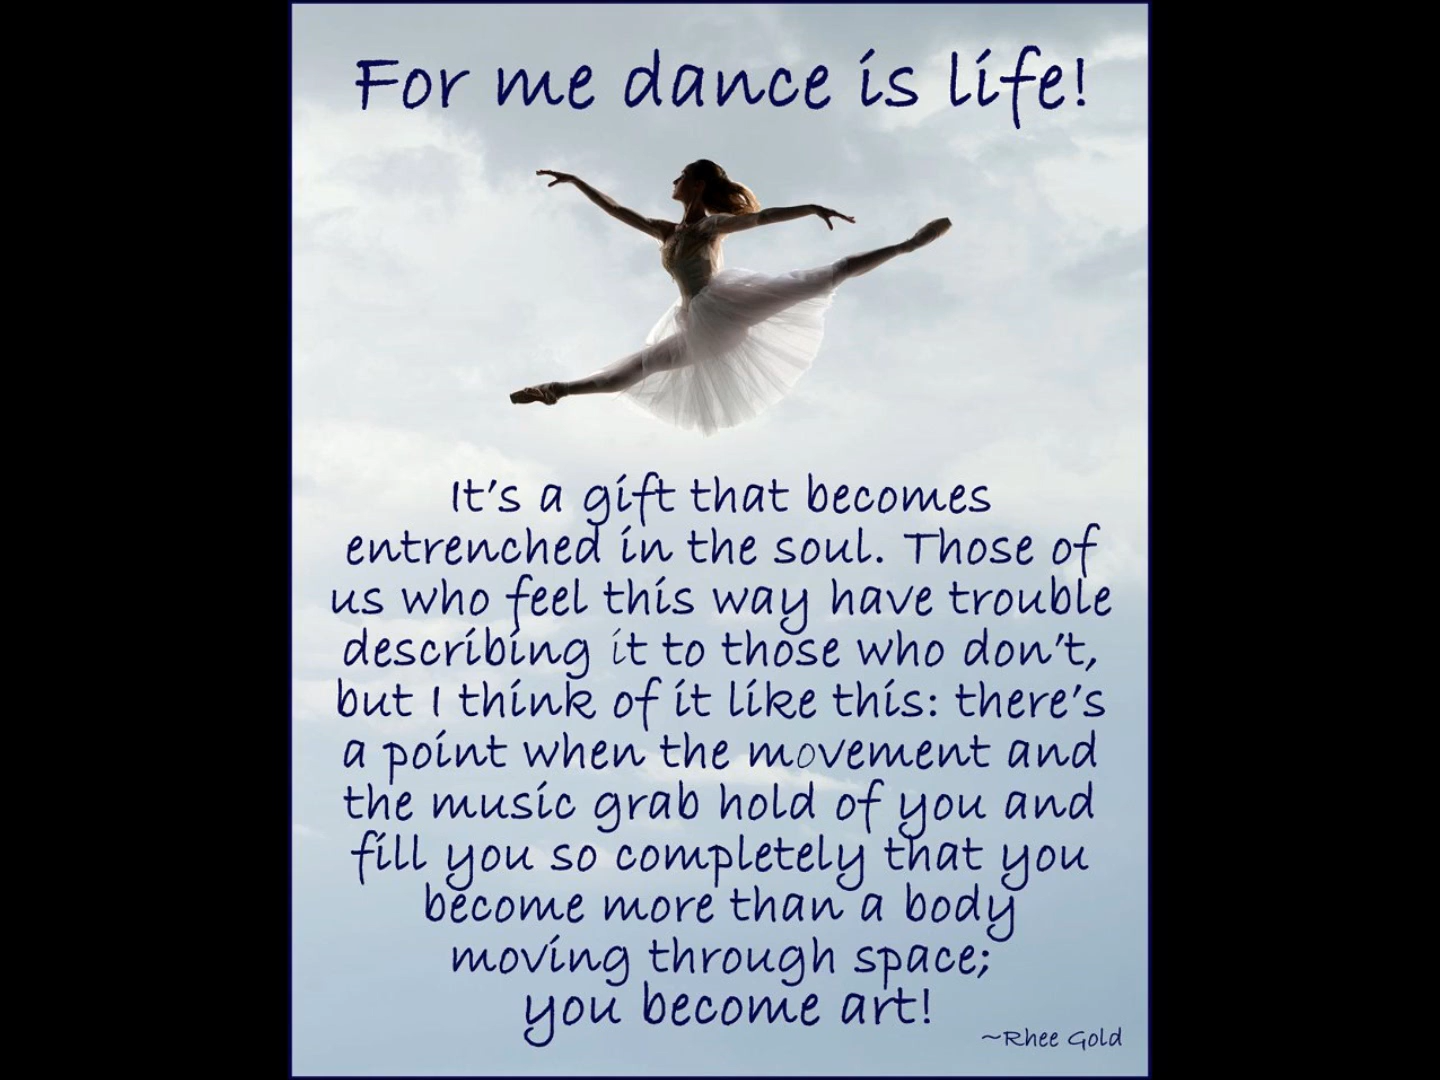 For me dance is life!
It's a gift that becomes
entrenched in the soul. Those of
us who feel this way have trouble
describing it to those who don't,
but I think of it like this: there's
a point when the movement and
the music grab hold of you and
fill you so completely that you
become more than a body
moving through space;
you become art!
~Rhee Gold